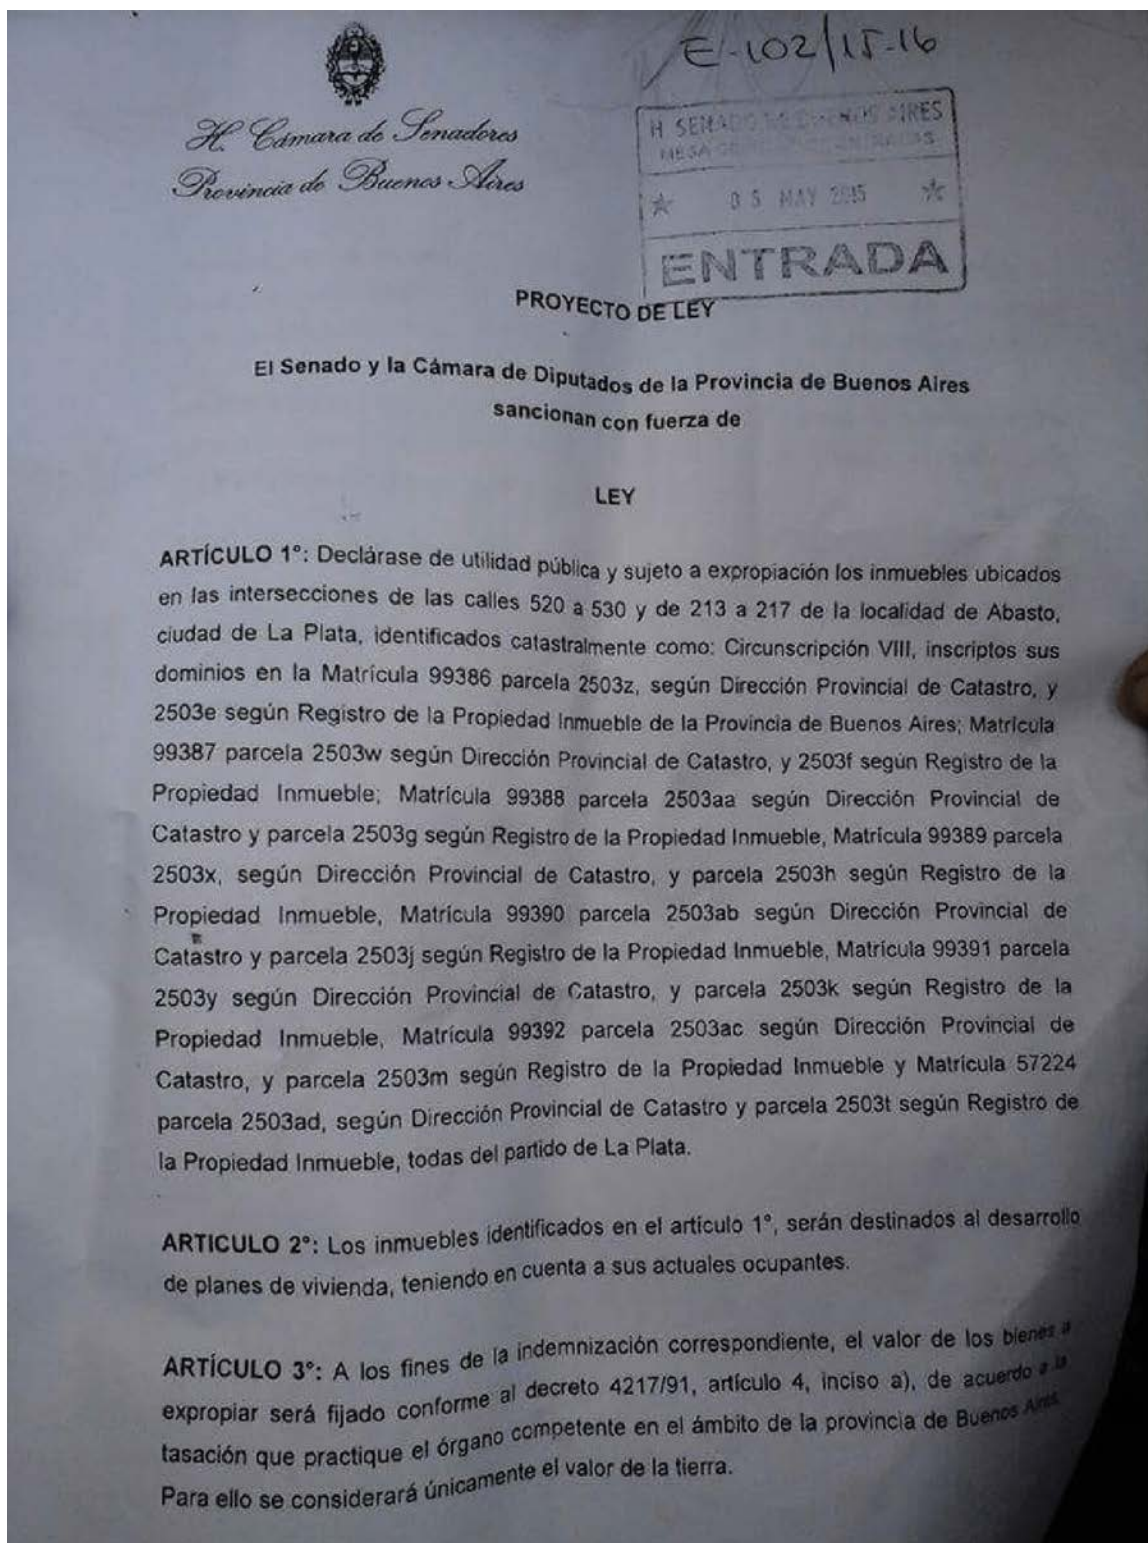 E-102/15-16
H. Cámara de Senadores
Provincia de Buenos Aires
H. SENADO DE BUENOS AIRES
MESA DE ENTRADAS
05 MAY 2015
ENTRADA
PROYECTO DE LEY
El Senado y la Cámara de Diputados de la Provincia de Buenos Aires
sancionan con fuerza de
LEY
ARTÍCULO 1°: Declárase de utilidad pública y sujeto a expropiación los inmuebles ubicados
en las intersecciones de las calles 520 a 530 y de 213 a 217 de la localidad de Abasto,
ciudad de La Plata, identificados catastralmente como: Circunscripción VIII, inscriptos sus
dominios en la Matrícula 99386 parcela 2503z, según Dirección Provincial de Catastro, y
2503e según Registro de la Propiedad Inmueble de la Provincia de Buenos Aires; Matrícula
99387 parcela 2503w según Dirección Provincial de Catastro, y 2503f según Registro de la
Propiedad Inmueble; Matrícula 99388 parcela 2503aa según Dirección Provincial de
Catastro y parcela 2503g según Registro de la Propiedad Inmueble, Matrícula 99389 parcela
2503x, según Dirección Provincial de Catastro, y parcela 2503h según Registro de la
Propiedad Inmueble, Matrícula 99390 parcela 2503ab según Dirección Provincial de
Catastro y parcela 2503j según Registro de la Propiedad Inmueble, Matrícula 99391 parcela
2503y según Dirección Provincial de Catastro, y parcela 2503k según Registro de la
Propiedad Inmueble, Matrícula 99392 parcela 2503ac según Dirección Provincial de
Catastro, y parcela 2503m según Registro de la Propiedad Inmueble y Matrícula 57224
parcela 2503ad, según Dirección Provincial de Catastro y parcela 2503t según Registro de
la Propiedad Inmueble, todas del partido de La Plata.
ARTICULO 2°: Los inmuebles identificados en el artículo 1°, serán destinados al desarrollo
de planes de vivienda, teniendo en cuenta a sus actuales ocupantes.
ARTÍCULO 3°: A los fines de la indemnización correspondiente, el valor de los bienes a
expropiar será fijado conforme al decreto 4217/91, artículo 4, inciso a), de acuerdo a la
tasación que practique el órgano competente en el ámbito de la provincia de Buenos Aires.
Para ello se considerará únicamente el valor de la tierra.